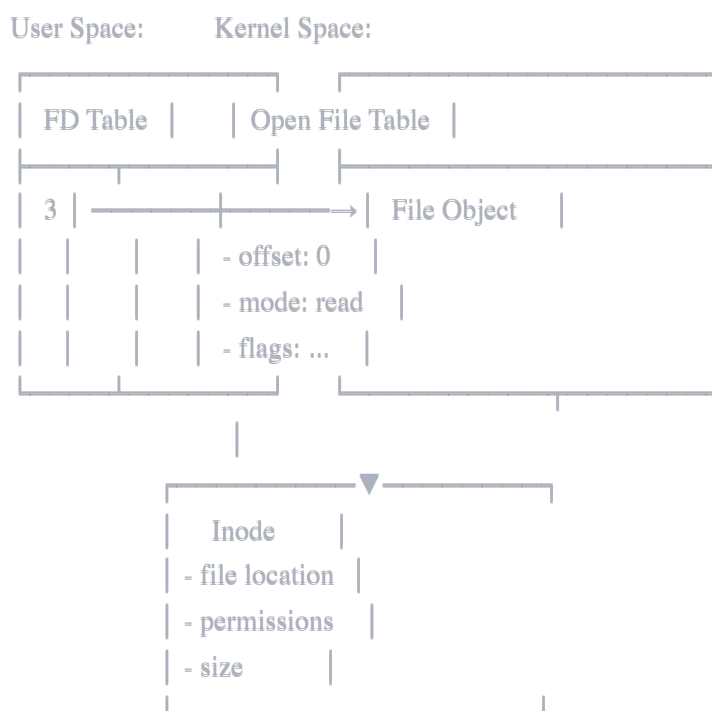 User Space: Kernel Space:
FD Table Open File Table
3 File Object
- offset: 0
- mode: read
- flags: ...
Inode
- file location
- permissions
- size